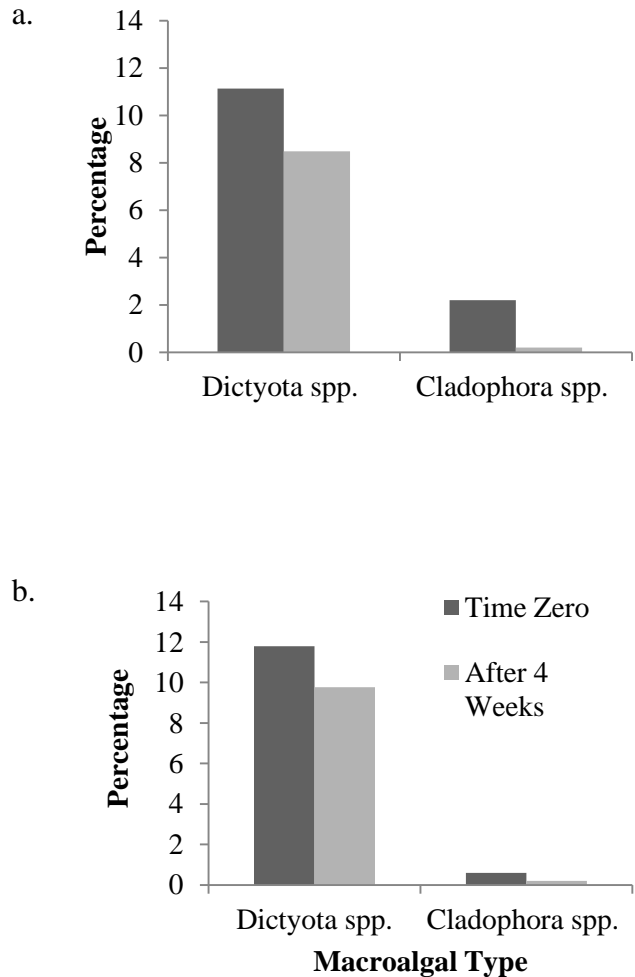 a.
14
12
10
8
6
4
2
0
Percentage
Dictyota spp. Cladophora spp.
b.
14
12
10
8
6
4
2
0
Percentage
Time Zero
After 4
Weeks
Dictyota spp. Cladophora spp.
Macroalgal Type